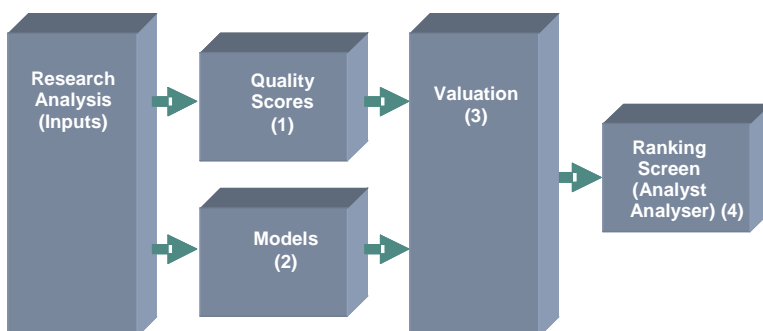 Research
Analysis
(Inputs)
Quality
Scores
(1)
Models
(2)
Valuation
(3)
Ranking
Screen
(Analyst
Analyser) (4)